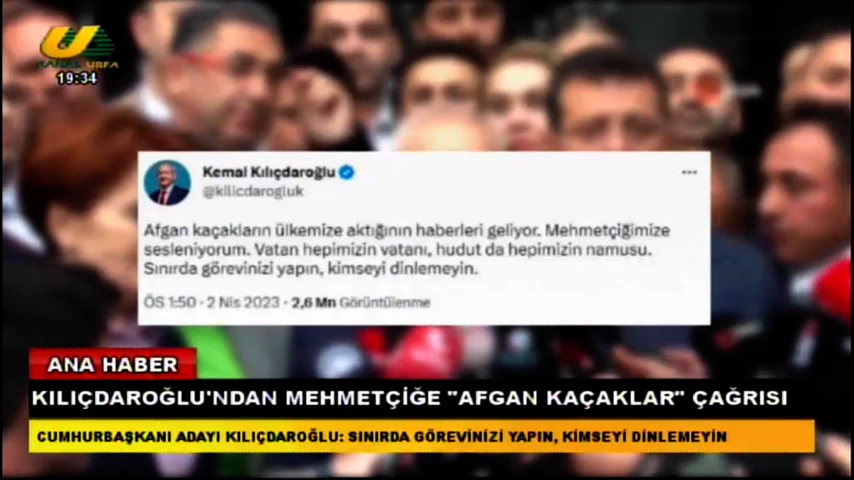 KANAL URFA
19:34
Kemal Kılıçdaroğlu
@kilicdarogluk
Afgan kaçakların ülkemize aktığının haberleri geliyor. Mehmetçiğimize
sesleniyorum. Vatan hepimizin vatanı, hudut da hepimizin namusu.
Sınırda görevinizi yapın, kimseyi dinlemeyin.
ÖS 1:50 · 2 Nis 2023 · 2,6 Mn Görüntülenme
ANA HABER
KILIÇDAROĞLU'NDAN MEHMETÇİĞE "AFGAN KAÇAKLAR" ÇAĞRISI
CUMHURBAŞKANI ADAYI KILIÇDAROĞLU: SINIRDA GÖREVİNİZİ YAPIN, KİMSEYİ DİNLEMEYİN